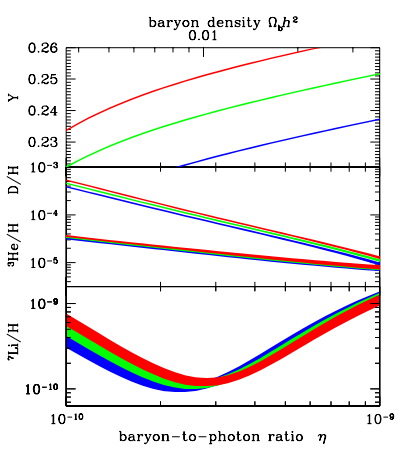 baryon density Ω_b h²
0.01
0.26
0.25
0.24
0.23
Y
10⁻³
10⁻⁴
10⁻⁵
D/H
³He/H
10⁻⁹
10⁻¹⁰
⁷Li/H
10⁻¹⁰ 10⁻⁹
baryon-to-photon ratio η